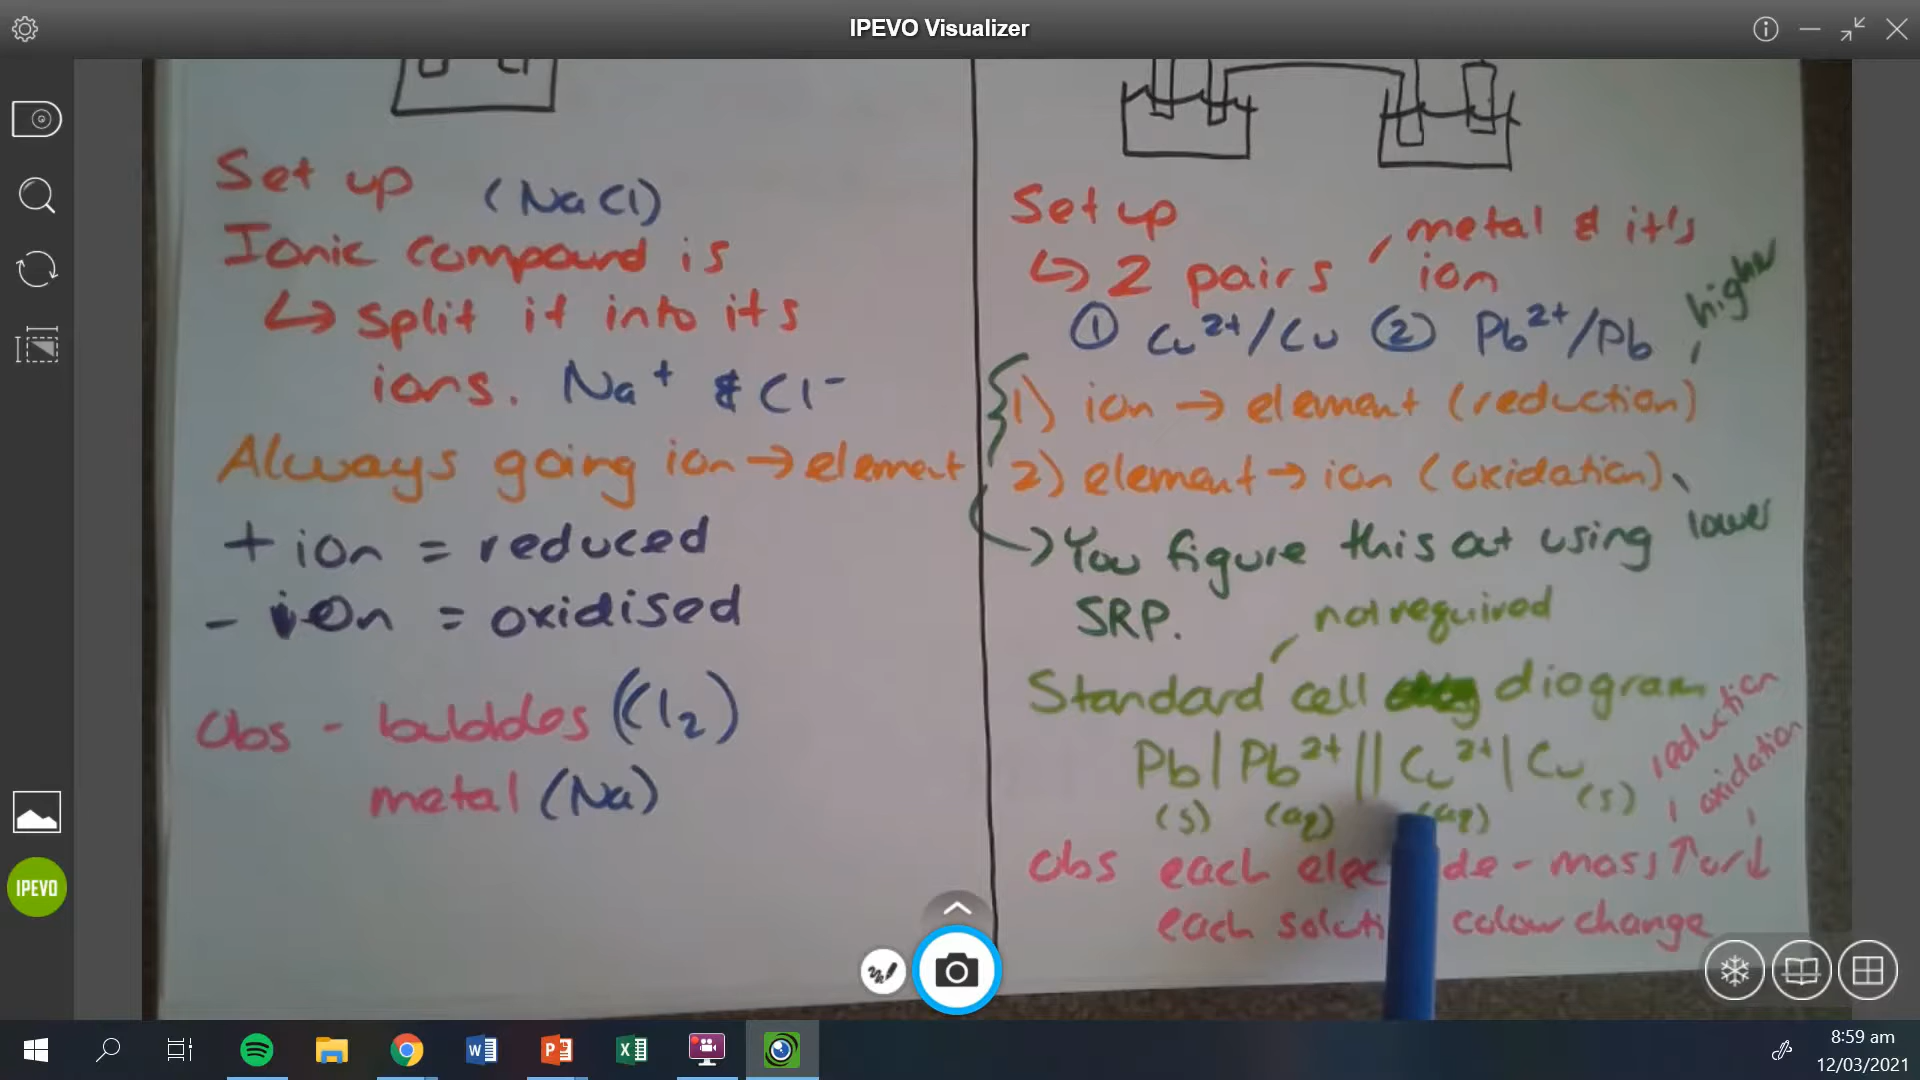 IPEVO Visualizer
Set up (NaCl)
Ionic compound is
↳ split it into it's
ions. Na⁺ & Cl⁻
Always going ion → element
+ ion = reduced
- ion = oxidised
Obs - bubbles (Cl₂)
metal (Na)
Set up
metal & it's
↳ 2 pairs ion
① Cu²⁺/Cu ② Pb²⁺/Pb
higher
1) ion → element (reduction)
2) element → ion (oxidation)
lower
You figure this out using
SRP.
not required
Standard cell diagram
Pb | Pb²⁺ || Cu²⁺ | Cu
(s) (aq) (aq) (s)
reduction
oxidation
Obs each de - mass ↑ or ↓
each colour change
IPEVO
8:59 am
12/03/2021